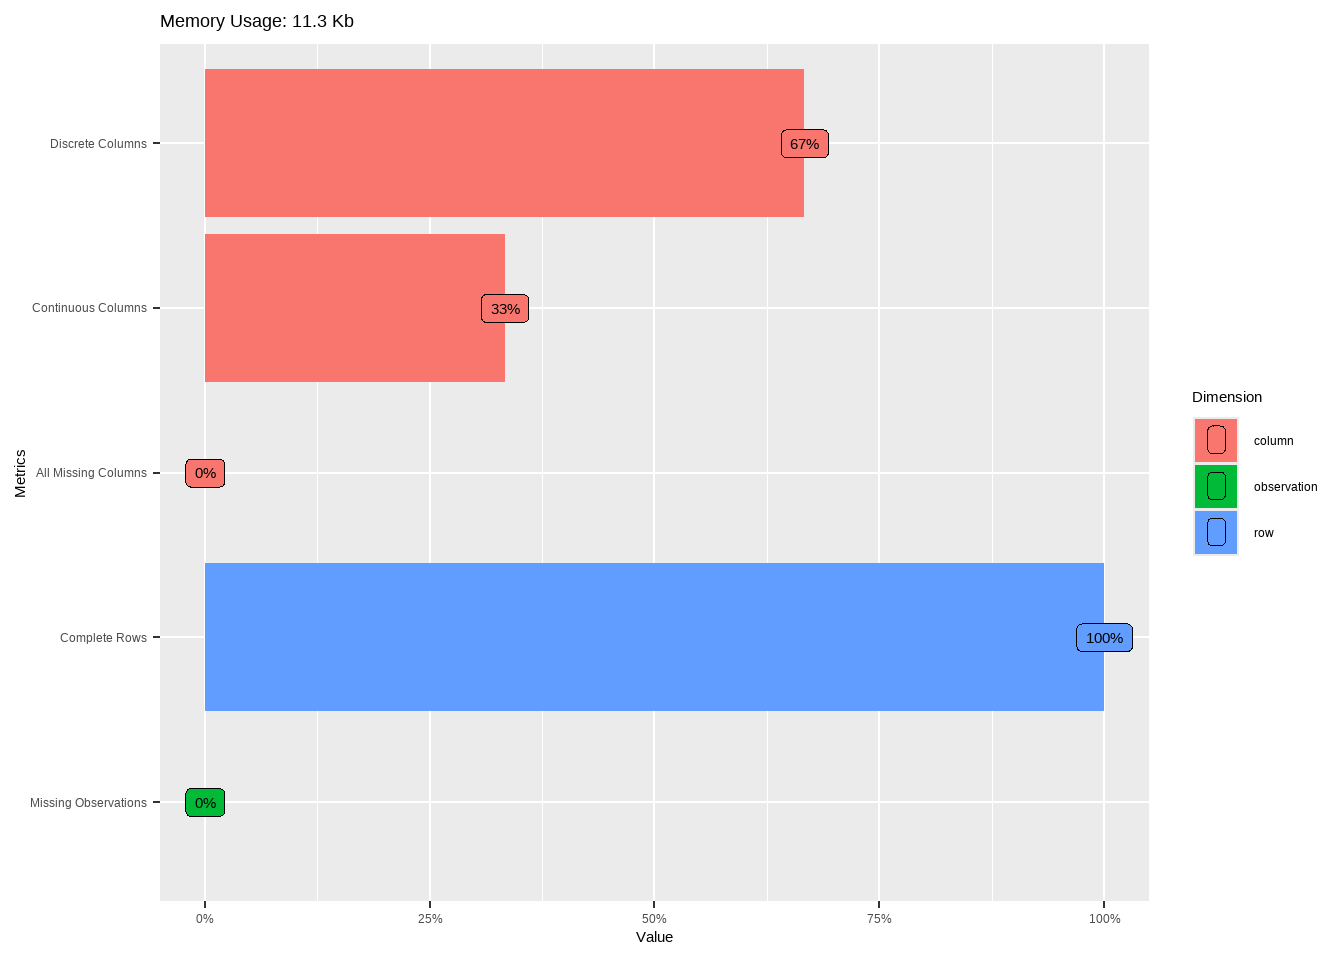 Memory Usage: 11.3 Kb
Discrete Columns
67%
Continuous Columns
33%
All Missing Columns
0%
Complete Rows
100%
Missing Observations
0%
Metrics
0%
25%
50%
75%
100%
Value
Dimension
column
observation
row